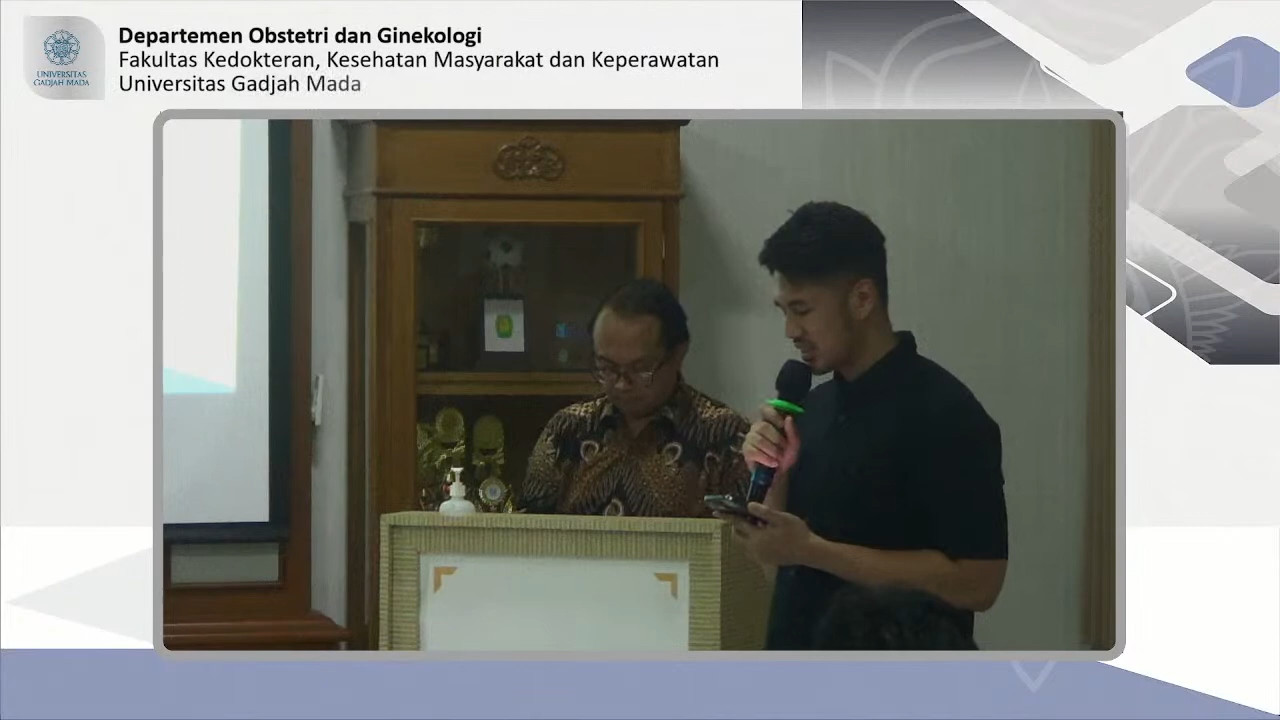 UNIVERSITAS
GADJAH MADA
Departemen Obstetri dan Ginekologi
Fakultas Kedokteran, Kesehatan Masyarakat dan Keperawatan
Universitas Gadjah Mada